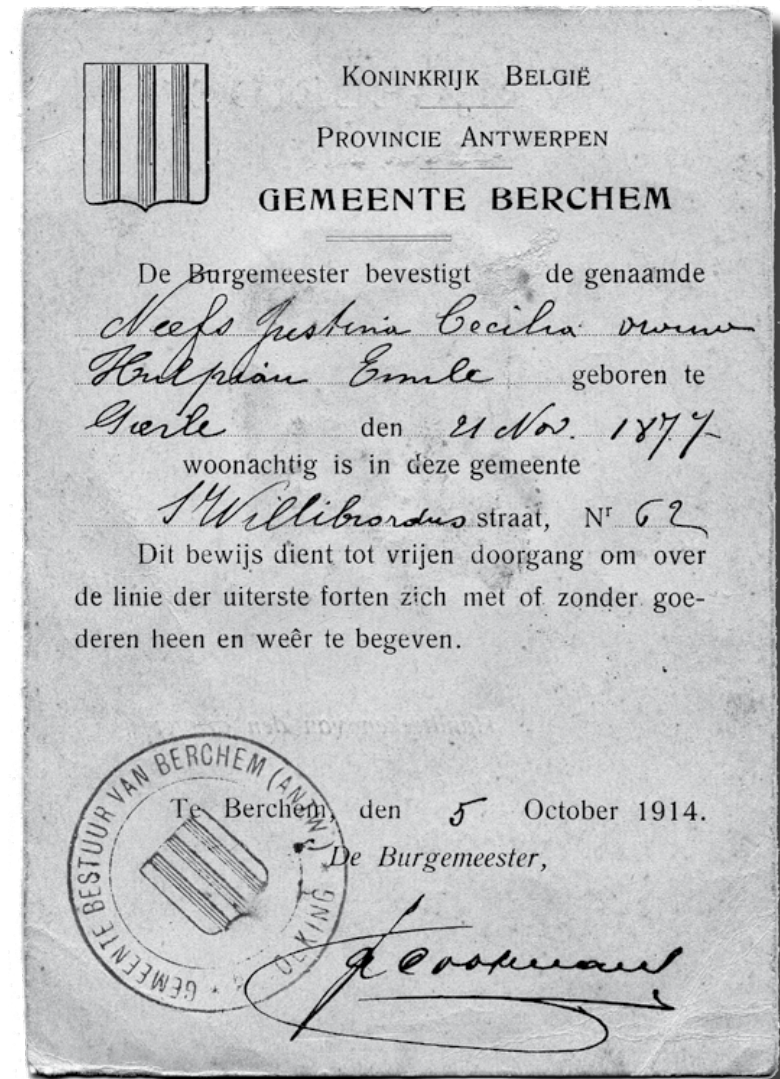 KONINKRIJK BELGIË
PROVINCIE ANTWERPEN
GEMEENTE BERCHEM
De Burgemeester bevestigt de genaamde
Neefs Justina Cecilia
Emile geboren te
den 21 Nov. 1877
woonachtig is in deze gemeente
St Willibrordus straat, Nr 62
Dit bewijs dient tot vrijen doorgang om over
de linie der uiterste forten zich met of zonder goe-
deren heen en weêr te begeven.
Te Berchem, den 5 October 1914.
De Burgemeester,
GEMEENTE BESTUUR VAN BERCHEM (ANTW.)